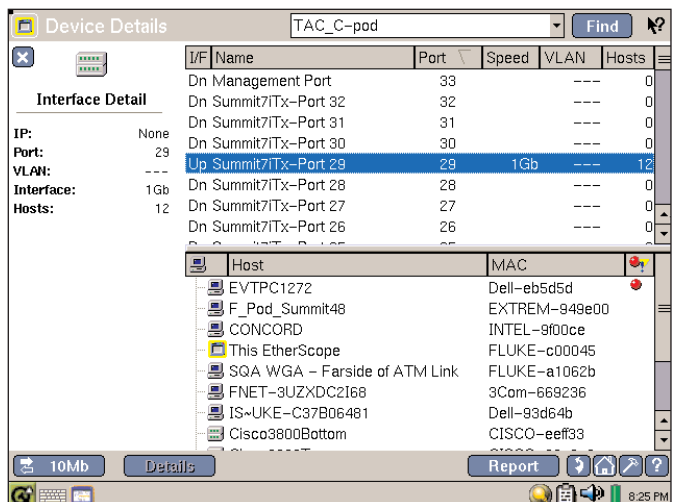 Device Details
TAC_C-pod
Find
Interface Detail
IP: None
Port: 29
VLAN: ---
Interface: 1Gb
Hosts: 12
I/F Name Port Speed VLAN Hosts
Dn Management Port 33 --- 0
Dn Summit7iTx-Port 32 32 --- 0
Dn Summit7iTx-Port 31 31 --- 0
Dn Summit7iTx-Port 30 30 --- 0
Up Summit7iTx-Port 29 29 1Gb --- 12
Dn Summit7iTx-Port 28 28 --- 0
Dn Summit7iTx-Port 27 27 --- 0
Dn Summit7iTx-Port 26 26 --- 0
Host MAC
EVTPC1272 Dell-eb5d5d
F_Pod_Summit48 EXTREM-949e00
CONCORD INTEL-9f00ce
This EtherScope FLUKE-c00045
SQA WGA - Farside of ATM Link FLUKE-a1062b
FNET-3UZXDC2I68 3Com-669236
IS~UKE-C37B06481 Dell-93d64b
Cisco3800Bottom CISCO-eeff33
10Mb Details Report ?
8:25 PM